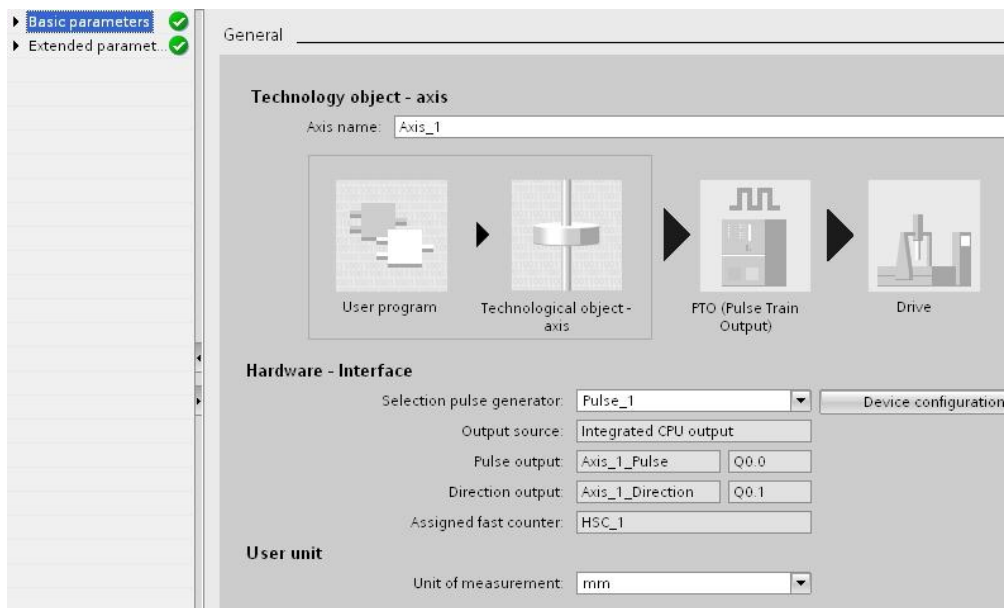 Basic parameters
Extended paramet...
General
Technology object - axis
Axis name: Axis_1
User program
Technological object -
axis
PTO (Pulse Train
Output)
Drive
Hardware - Interface
Selection pulse generator: Pulse_1 Device configuration
Output source: Integrated CPU output
Pulse output: Axis_1_Pulse Q0.0
Direction output: Axis_1_Direction Q0.1
Assigned fast counter: HSC_1
User unit
Unit of measurement: mm